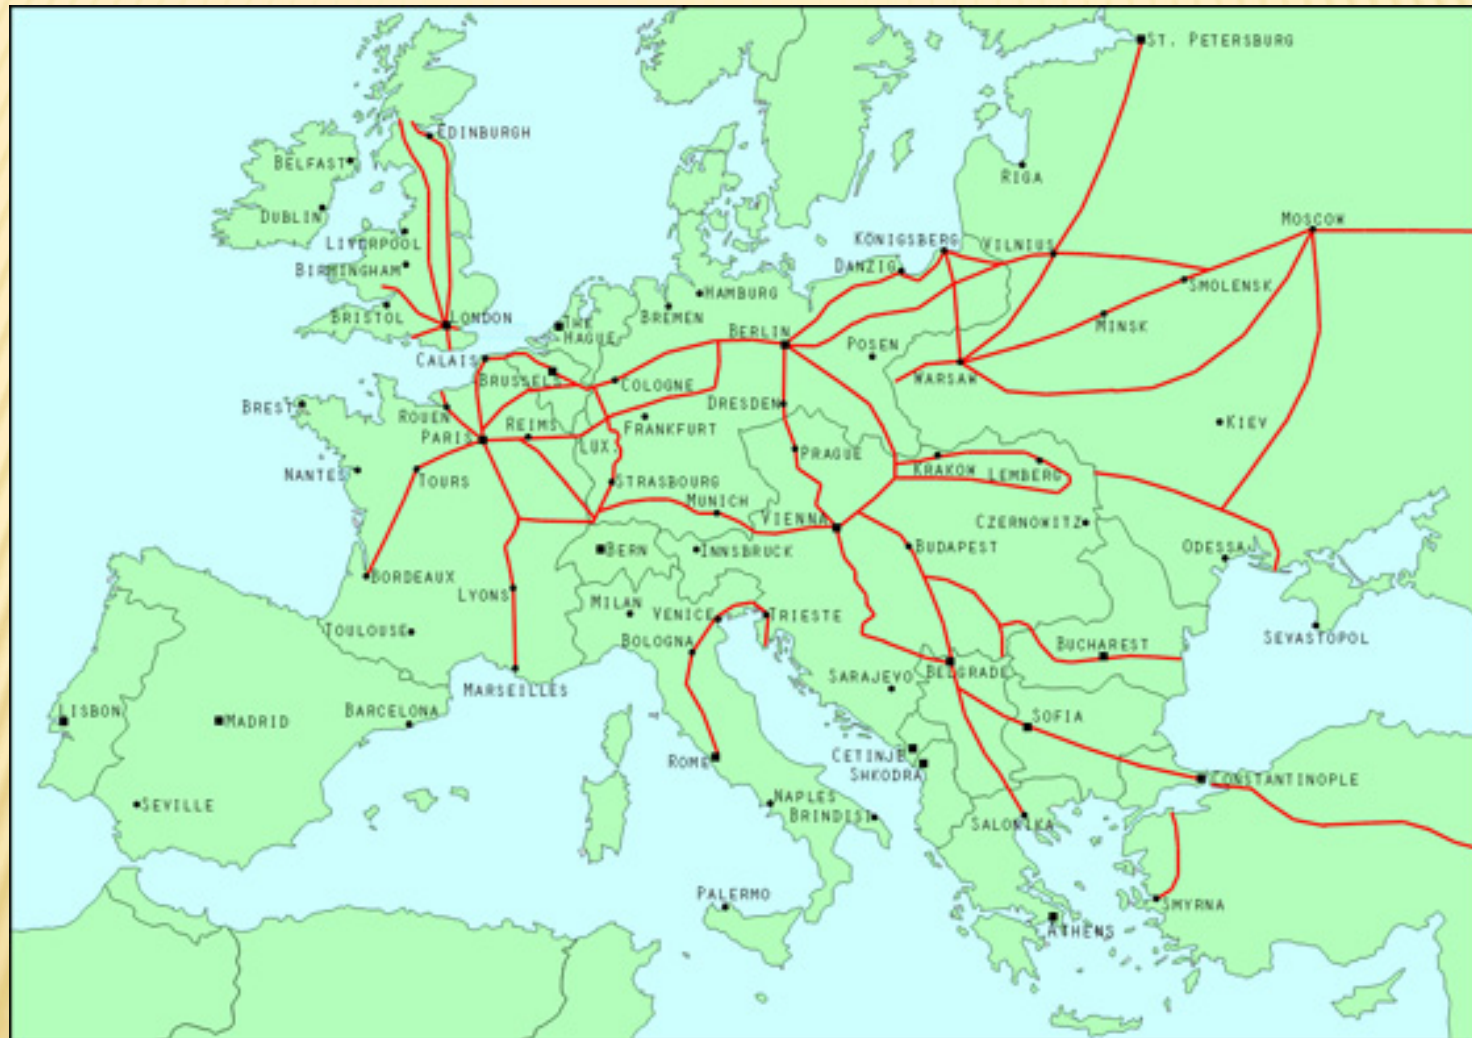 ST. PETERSBURG
EDINBURGH
BELFAST
RIGA
DUBLIN
MOSCOW
LIVERPOOL
KÖNIGSBERG
VILNIUS
BIRMINGHAM
DANZIG
SMOLENSK
HAMBURG
BRISTOL
LONDON
THE
HAGUE
BREMEN
BERLIN
MINSK
POSEN
CALAIS
BRUSSELS
COLOGNE
WARSAW
BREST
ROUEN
DRESDEN
REIMS
FRANKFURT
KIEV
PARIS
LUX.
PRAGUE
KRAKOW
LEMBERG
NANTES
TOURS
STRASBOURG
MUNICH
VIENNA
CZERNOWITZ
BERN
INNSBRUCK
BUDAPEST
ODESSA
BORDEAUX
LYONS
MILAN
VENICE
TRIESTE
TOULOUSE
BOLOGNA
BUCHAREST
SEVASTOPOL
MARSEILLES
SARAJEVO
BELGRADE
LISBON
MADRID
BARCELONA
SOFIA
ROME
CETINJE
SHKODRA
CONSTANTINOPLE
SEVILLE
NAPLES
BRINDISI
SALONIKA
PALERMO
SMYRNA
ATHENS